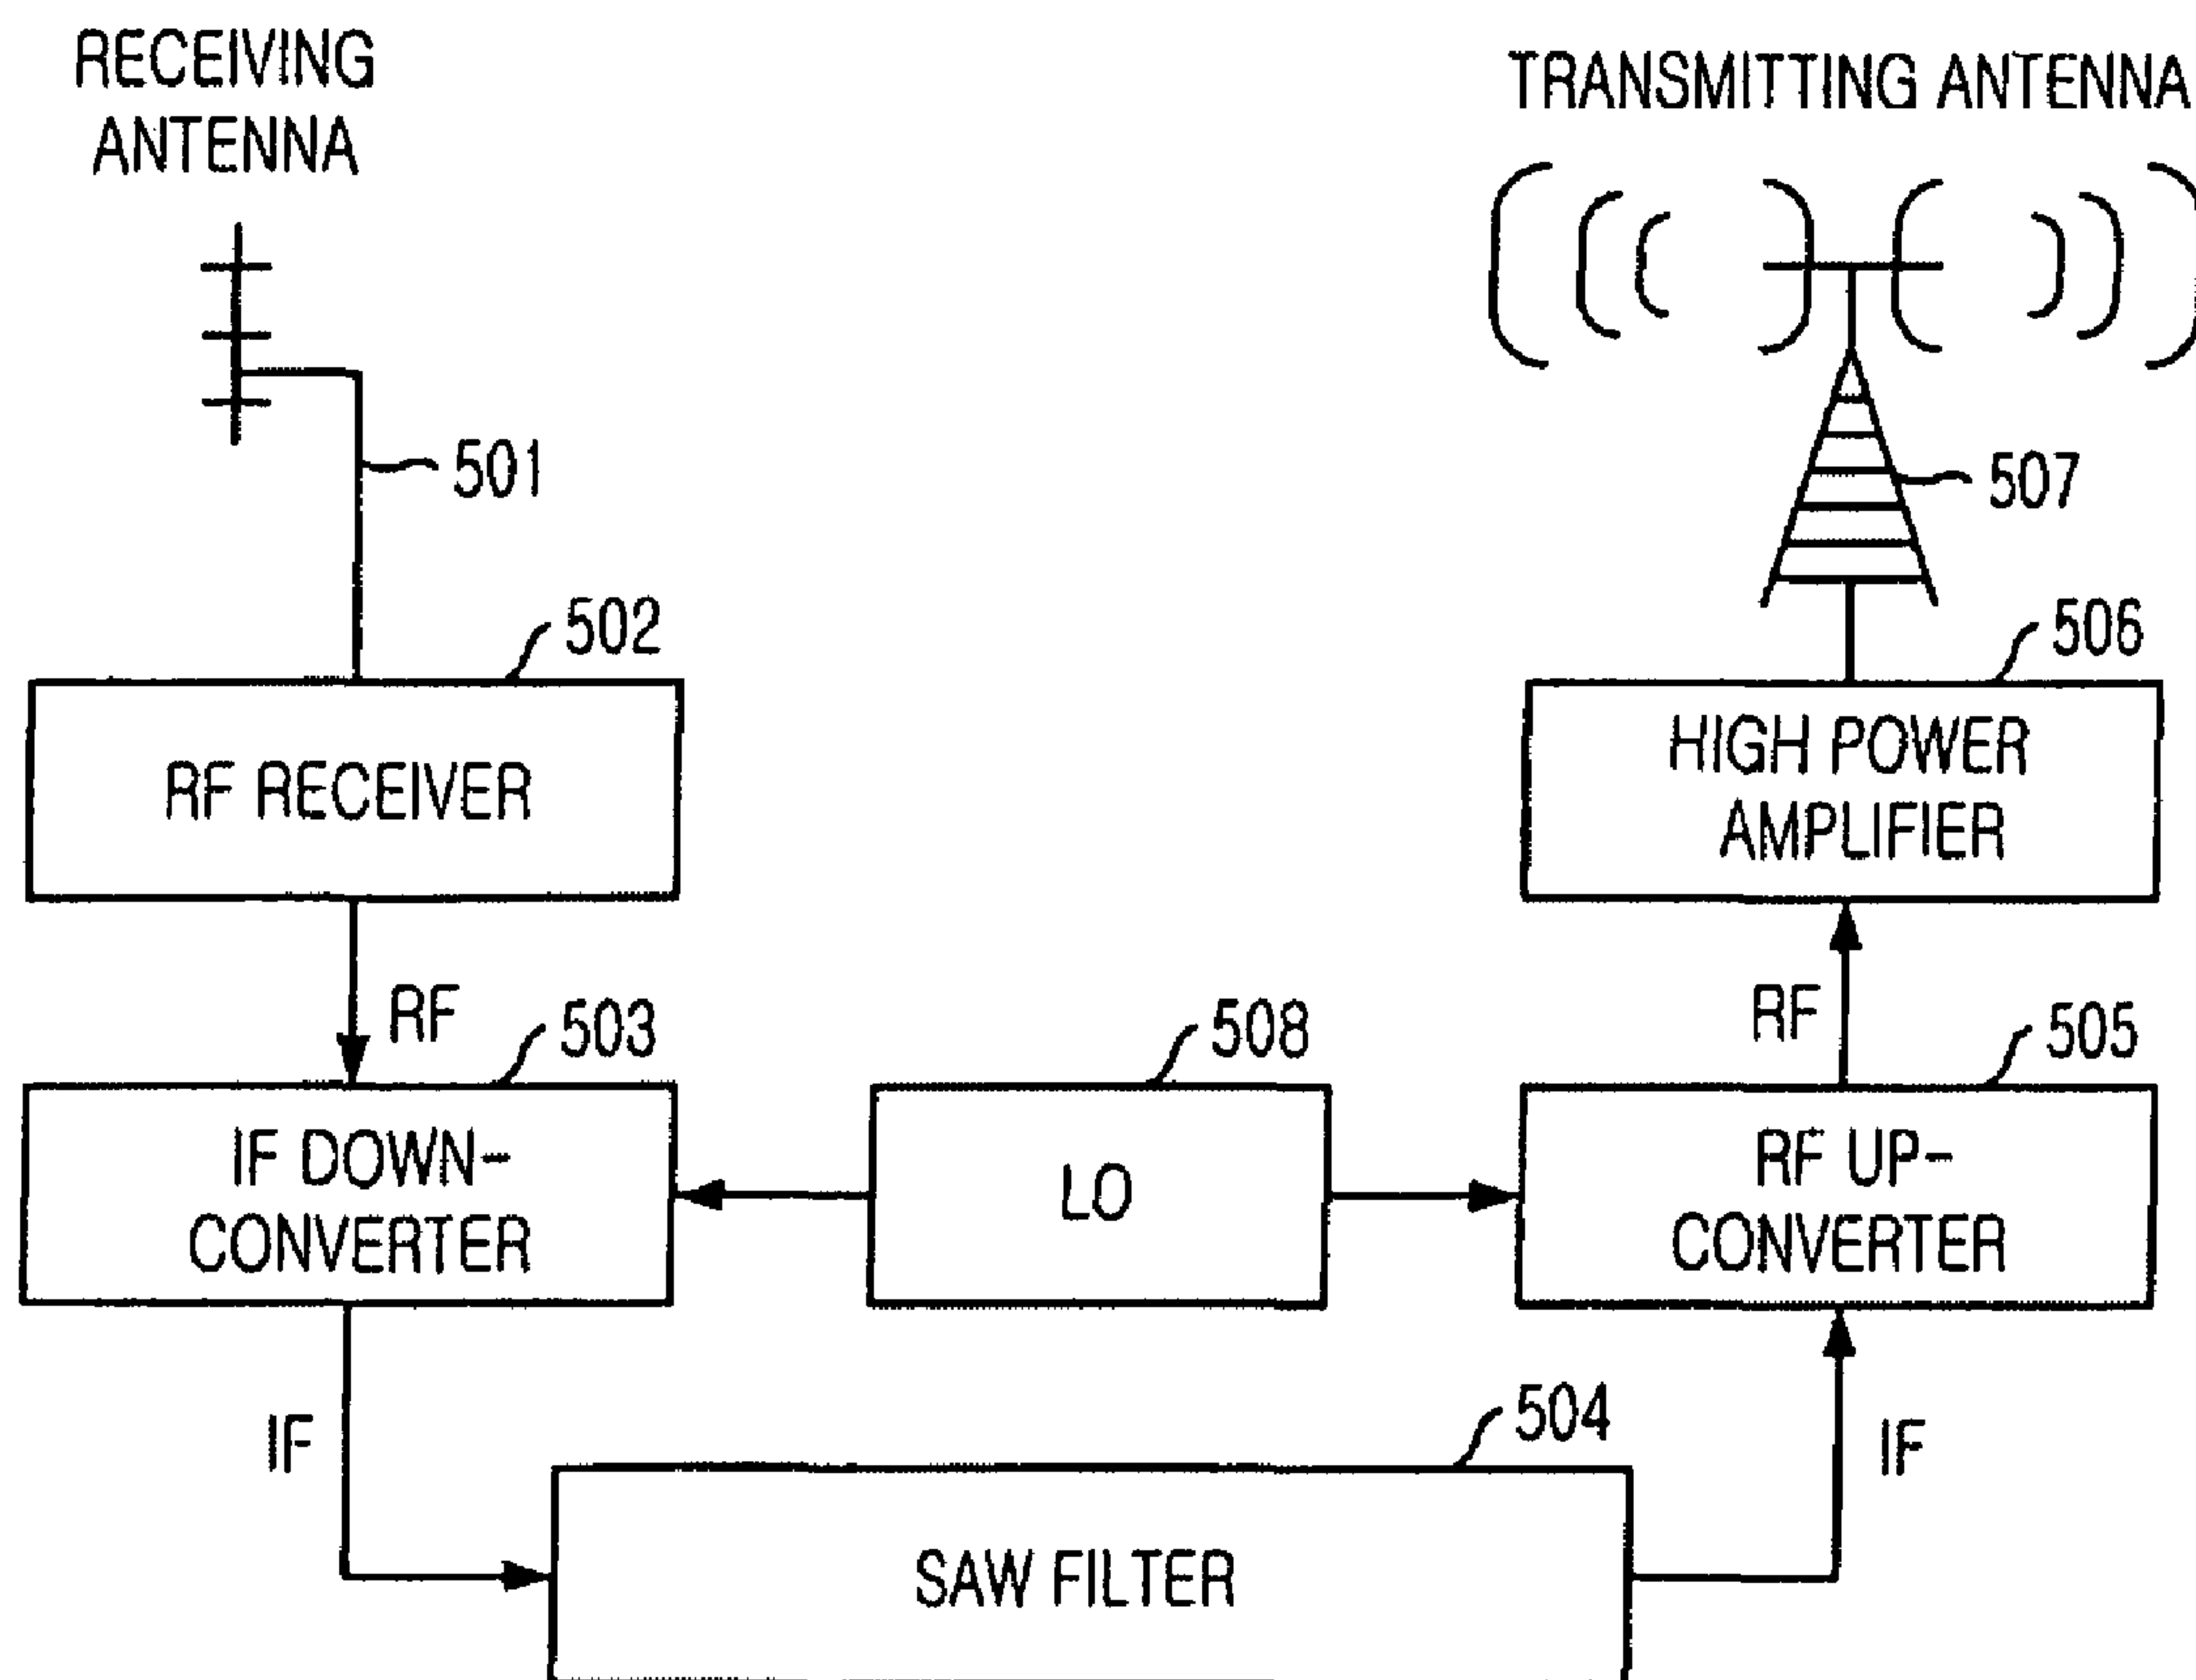 RECEIVING
ANTENNA
TRANSMITTING ANTENNA
501
507
502
506
RF RECEIVER
HIGH POWER
AMPLIFIER
RF
RF
503
508
505
IF DOWN-
CONVERTER
LO
RF UP-
CONVERTER
IF
504
IF
SAW FILTER